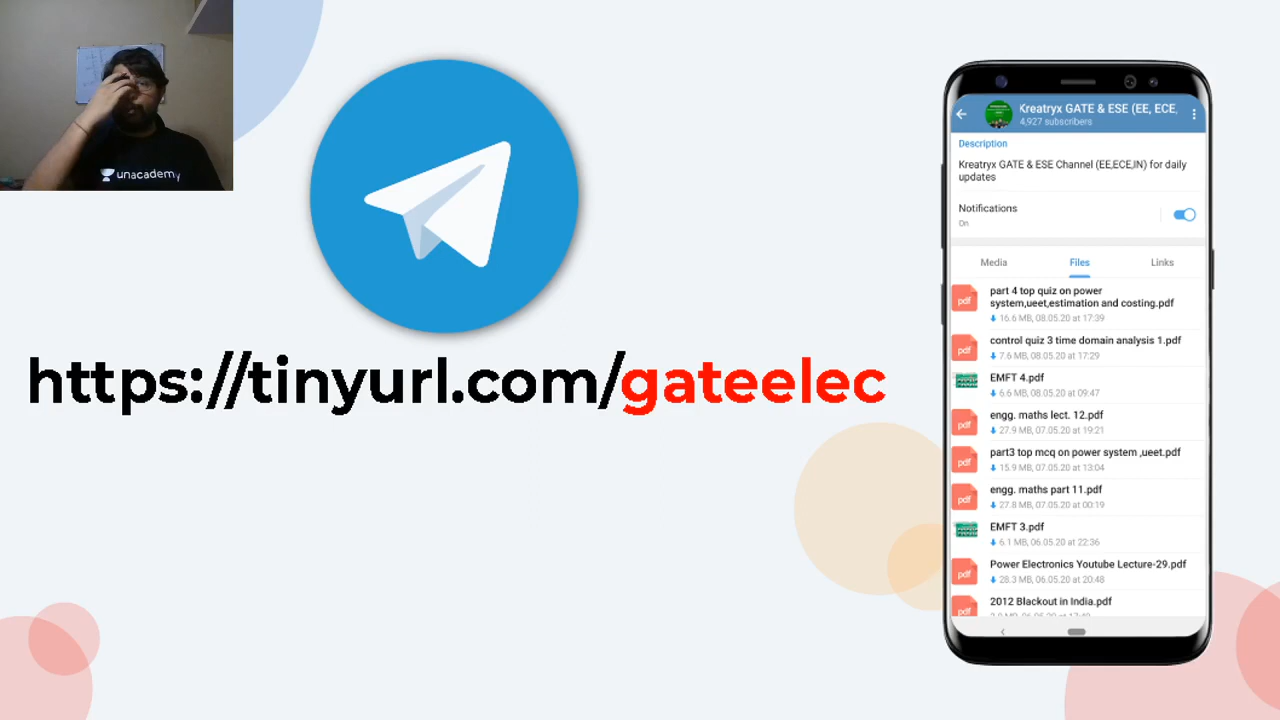 unacademy
https://tinyurl.com/gateelec
Kreatryx GATE & ESE (EE, ECE,
4,927 subscribers
Description
Kreatryx GATE & ESE Channel (EE,ECE,IN) for daily
updates
Notifications
On
Media Files Links
part 4 top quiz on power
system,ueet,estimation and costing.pdf
pdf
16.6 MB, 08.05.20 at 17:39
control quiz 3 time domain analysis 1.pdf
pdf
7.6 MB, 08.05.20 at 17:29
EMFT 4.pdf
6.6 MB, 08.05.20 at 09:47
engg. maths lect. 12.pdf
pdf
27.9 MB, 07.05.20 at 19:21
part3 top mcq on power system ,ueet.pdf
pdf
15.9 MB, 07.05.20 at 13:04
engg. maths part 11.pdf
pdf
27.8 MB, 07.05.20 at 00:19
EMFT 3.pdf
6.1 MB, 06.05.20 at 22:36
Power Electronics Youtube Lecture-29.pdf
pdf
28.3 MB, 06.05.20 at 20:48
2012 Blackout in India.pdf
pdf